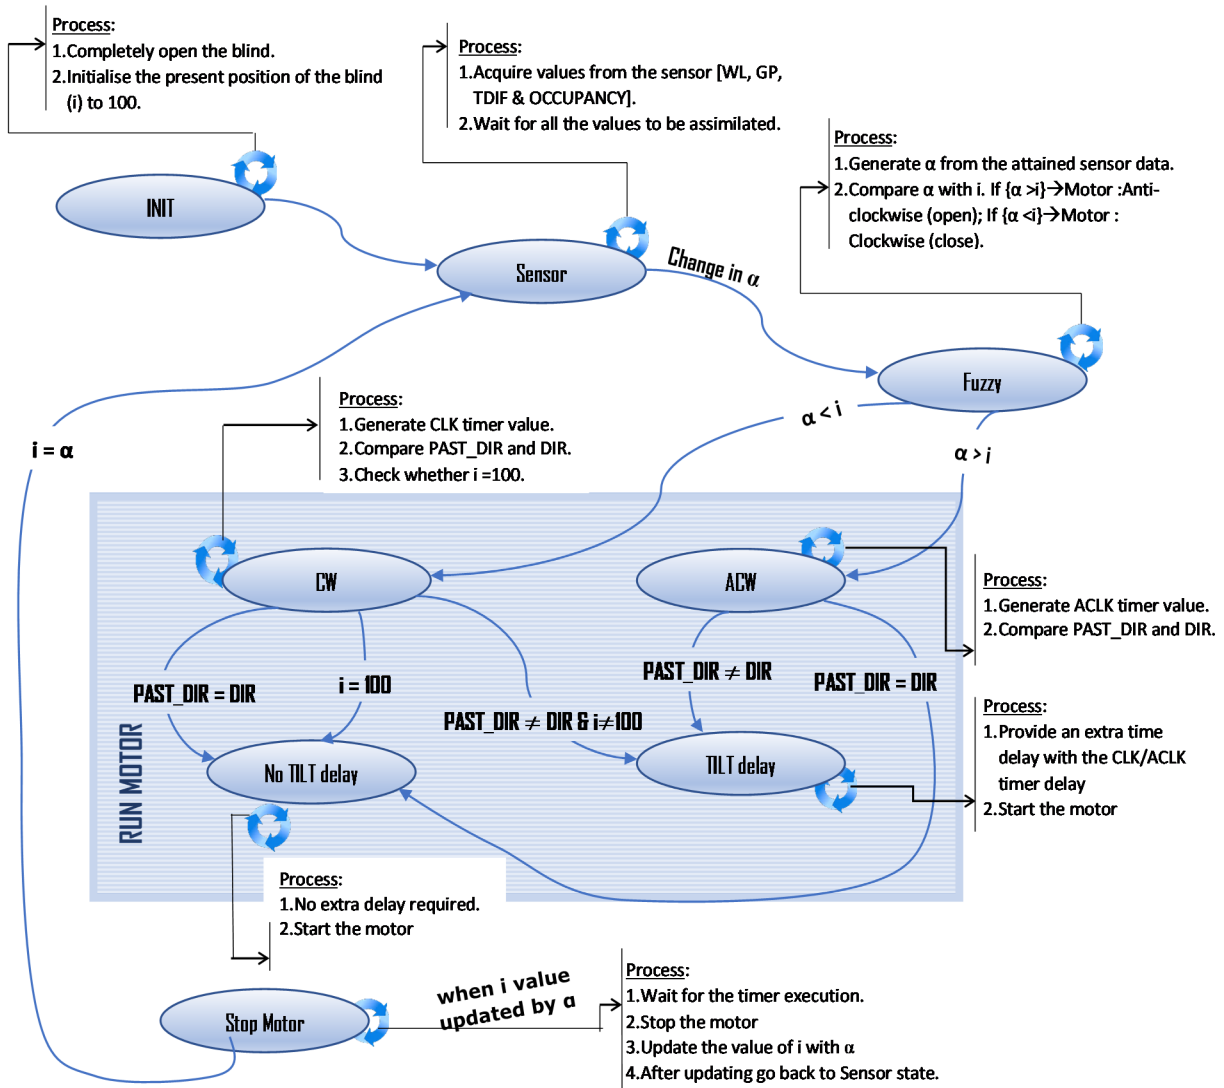 Process:
1.Completely open the blind.
2.Initialise the present position of the blind
(i) to 100.
Process:
1.Acquire values from the sensor [WL, GP,
TDIF & OCCUPANCY].
2.Wait for all the values to be assimilated.
Process:
1.Generate α from the attained sensor data.
2.Compare α with i. If {α >i}→Motor :Anti-
clockwise (open); If {α <i}→Motor :
Clockwise (close).
INIT
Sensor
Change in α
Fuzzy
α < i
α > i
i = α
Process:
1.Generate CLK timer value.
2.Compare PAST_DIR and DIR.
3.Check whether i =100.
CW
ACW
Process:
1.Generate ACLK timer value.
2.Compare PAST_DIR and DIR.
PAST_DIR = DIR
i = 100
PAST_DIR ≠ DIR & i≠100
PAST_DIR ≠ DIR
PAST_DIR = DIR
RUN MOTOR
No TILT delay
TILT delay
Process:
1.Provide an extra time
delay with the CLK/ACLK
timer delay
2.Start the motor
Process:
1.No extra delay required.
2.Start the motor
Stop Motor
when i value
updated by α
Process:
1.Wait for the timer execution.
2.Stop the motor
3.Update the value of i with α
4.After updating go back to Sensor state.